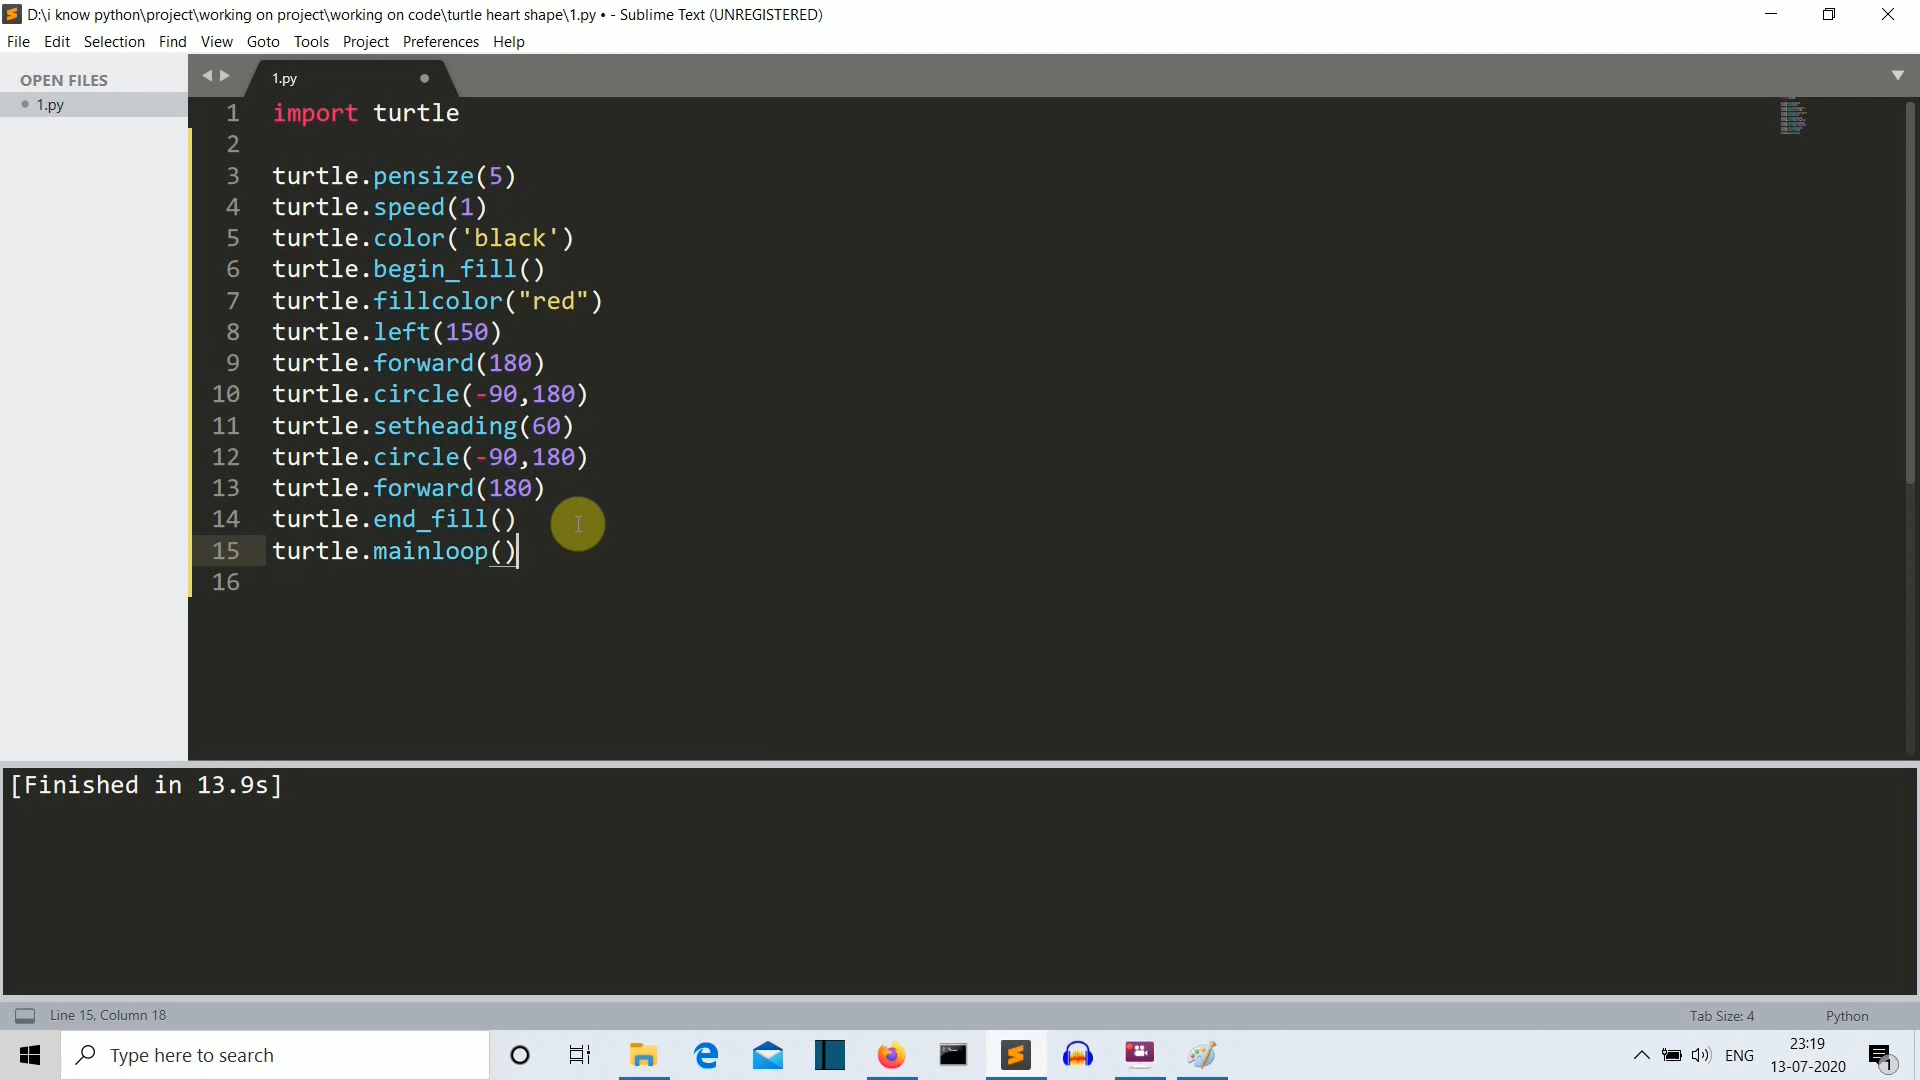 D:\i know python\project\working on project\working on code\turtle heart shape\1.py • - Sublime Text (UNREGISTERED)
File Edit Selection Find View Goto Tools Project Preferences Help
OPEN FILES
1.py
1.py
1 import turtle
2
3 turtle.pensize(5)
4 turtle.speed(1)
5 turtle.color('black')
6 turtle.begin_fill()
7 turtle.fillcolor("red")
8 turtle.left(150)
9 turtle.forward(180)
10 turtle.circle(-90,180)
11 turtle.setheading(60)
12 turtle.circle(-90,180)
13 turtle.forward(180)
14 turtle.end_fill()
15 turtle.mainloop()
16
[Finished in 13.9s]
Line 15, Column 18 Tab Size: 4 Python
Type here to search
ENG
23:19
13-07-2020
1